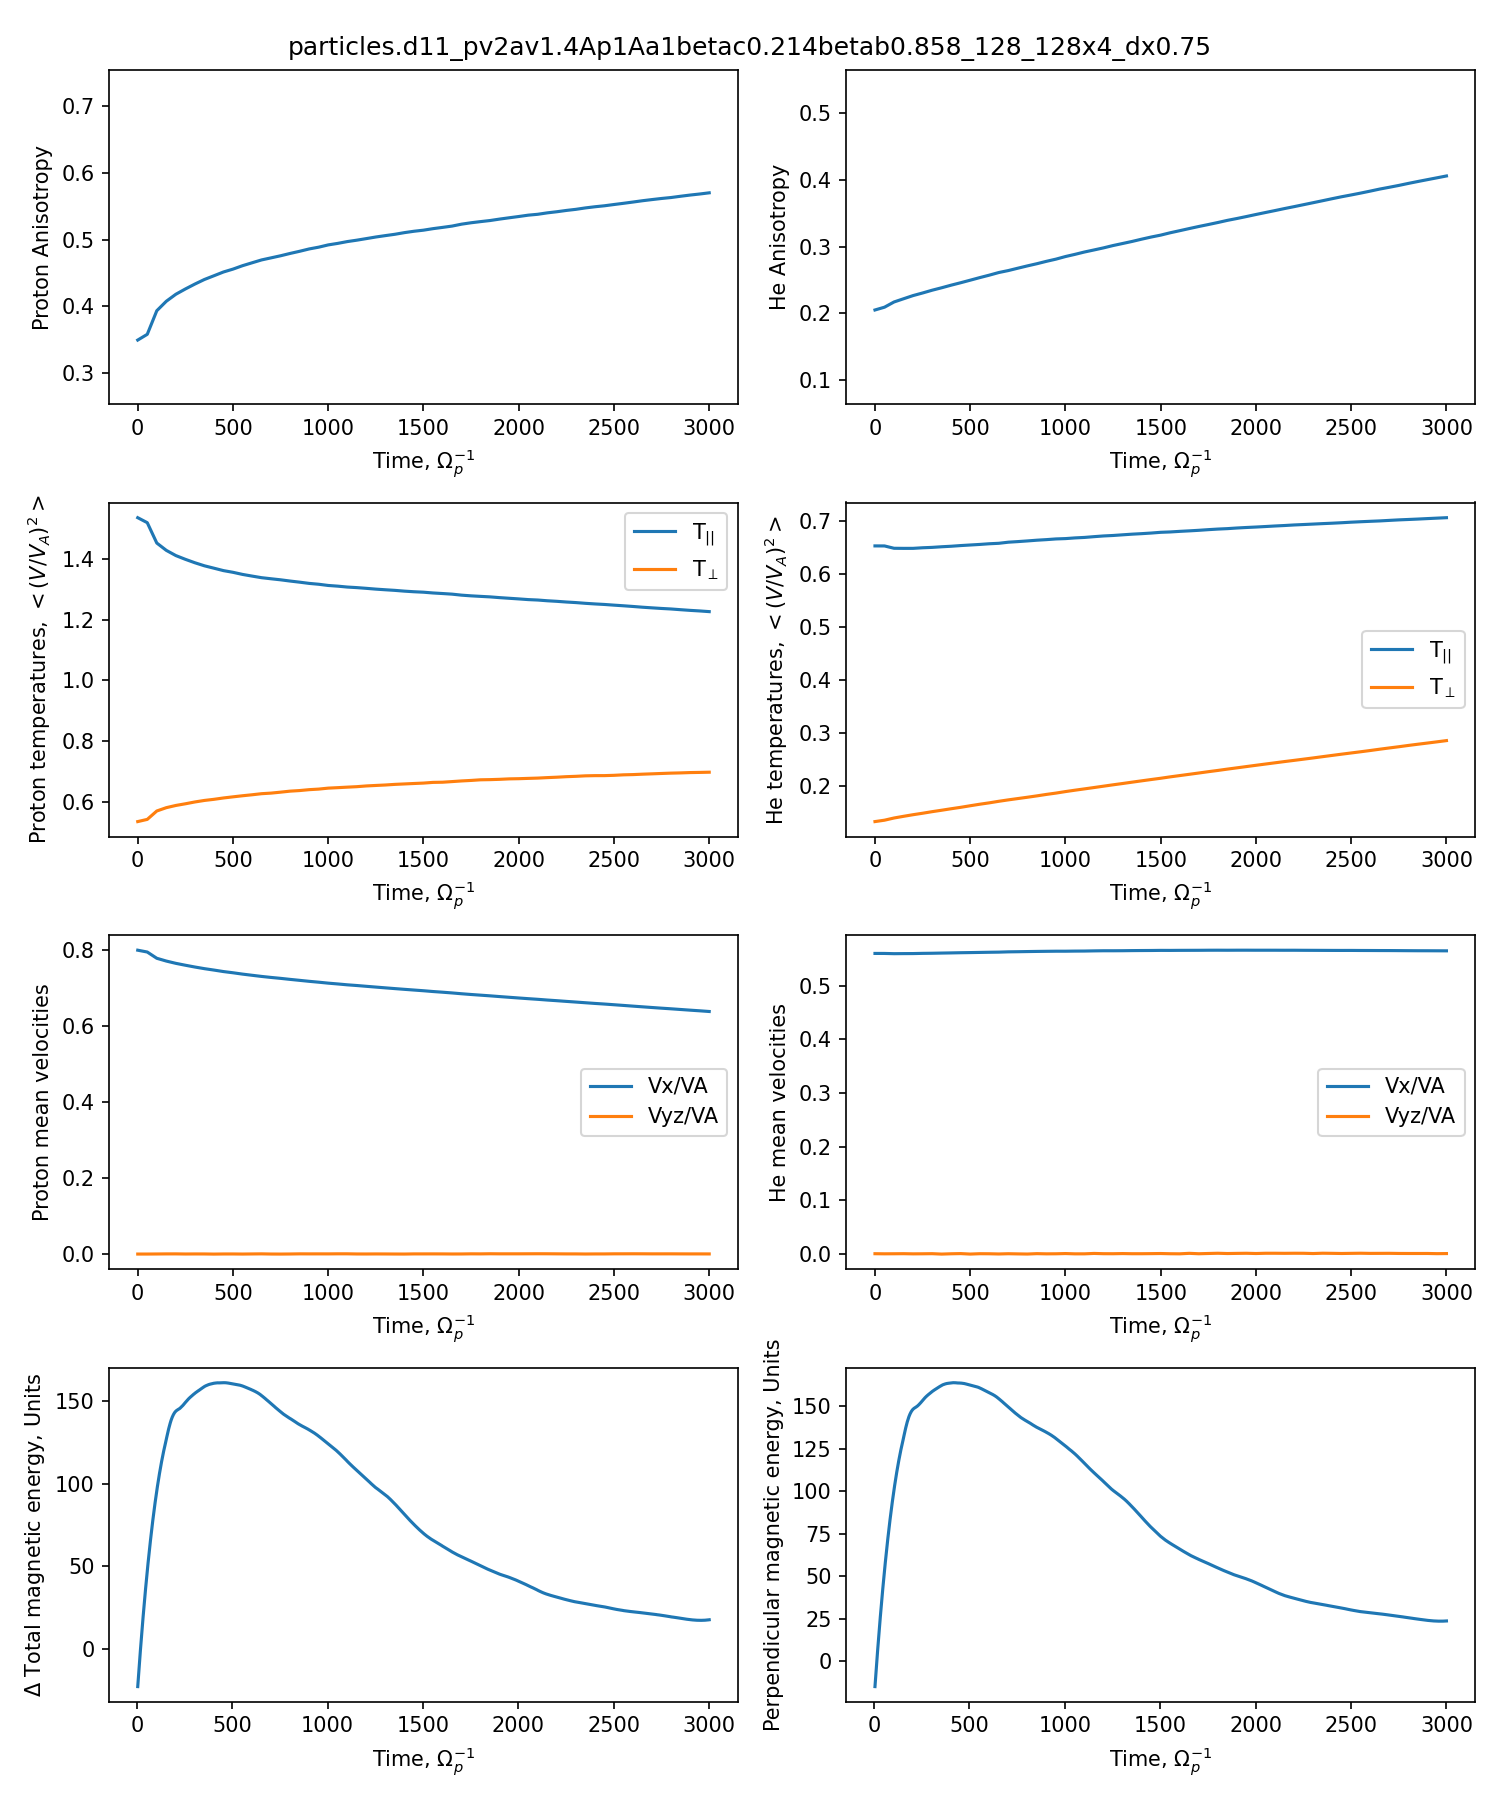 particles.d11_pv2av1.4Ap1Aa1betac0.214betab0.858_128_128x4_dx0.75
Proton Anisotropy
0.7
0.6
0.5
0.4
0.3
0 500 1000 1500 2000 2500 3000
Time, Ω_p^{-1}
He Anisotropy
0.5
0.4
0.3
0.2
0.1
0 500 1000 1500 2000 2500 3000
Time, Ω_p^{-1}
Proton temperatures, < (V/V_A)^2 >
1.4
1.2
1.0
0.8
0.6
T_{||}
T_⊥
0 500 1000 1500 2000 2500 3000
Time, Ω_p^{-1}
He temperatures, < (V/V_A)^2 >
0.7
0.6
0.5
0.4
0.3
0.2
T_{||}
T_⊥
0 500 1000 1500 2000 2500 3000
Time, Ω_p^{-1}
Proton mean velocities
0.8
0.6
0.4
0.2
0.0
Vx/VA
Vyz/VA
0 500 1000 1500 2000 2500 3000
Time, Ω_p^{-1}
He mean velocities
0.5
0.4
0.3
0.2
0.1
0.0
Vx/VA
Vyz/VA
0 500 1000 1500 2000 2500 3000
Time, Ω_p^{-1}
Δ Total magnetic energy, Units
150
100
50
0
0 500 1000 1500 2000 2500 3000
Time, Ω_p^{-1}
Perpendicular magnetic energy, Units
150
125
100
75
50
25
0
0 500 1000 1500 2000 2500 3000
Time, Ω_p^{-1}